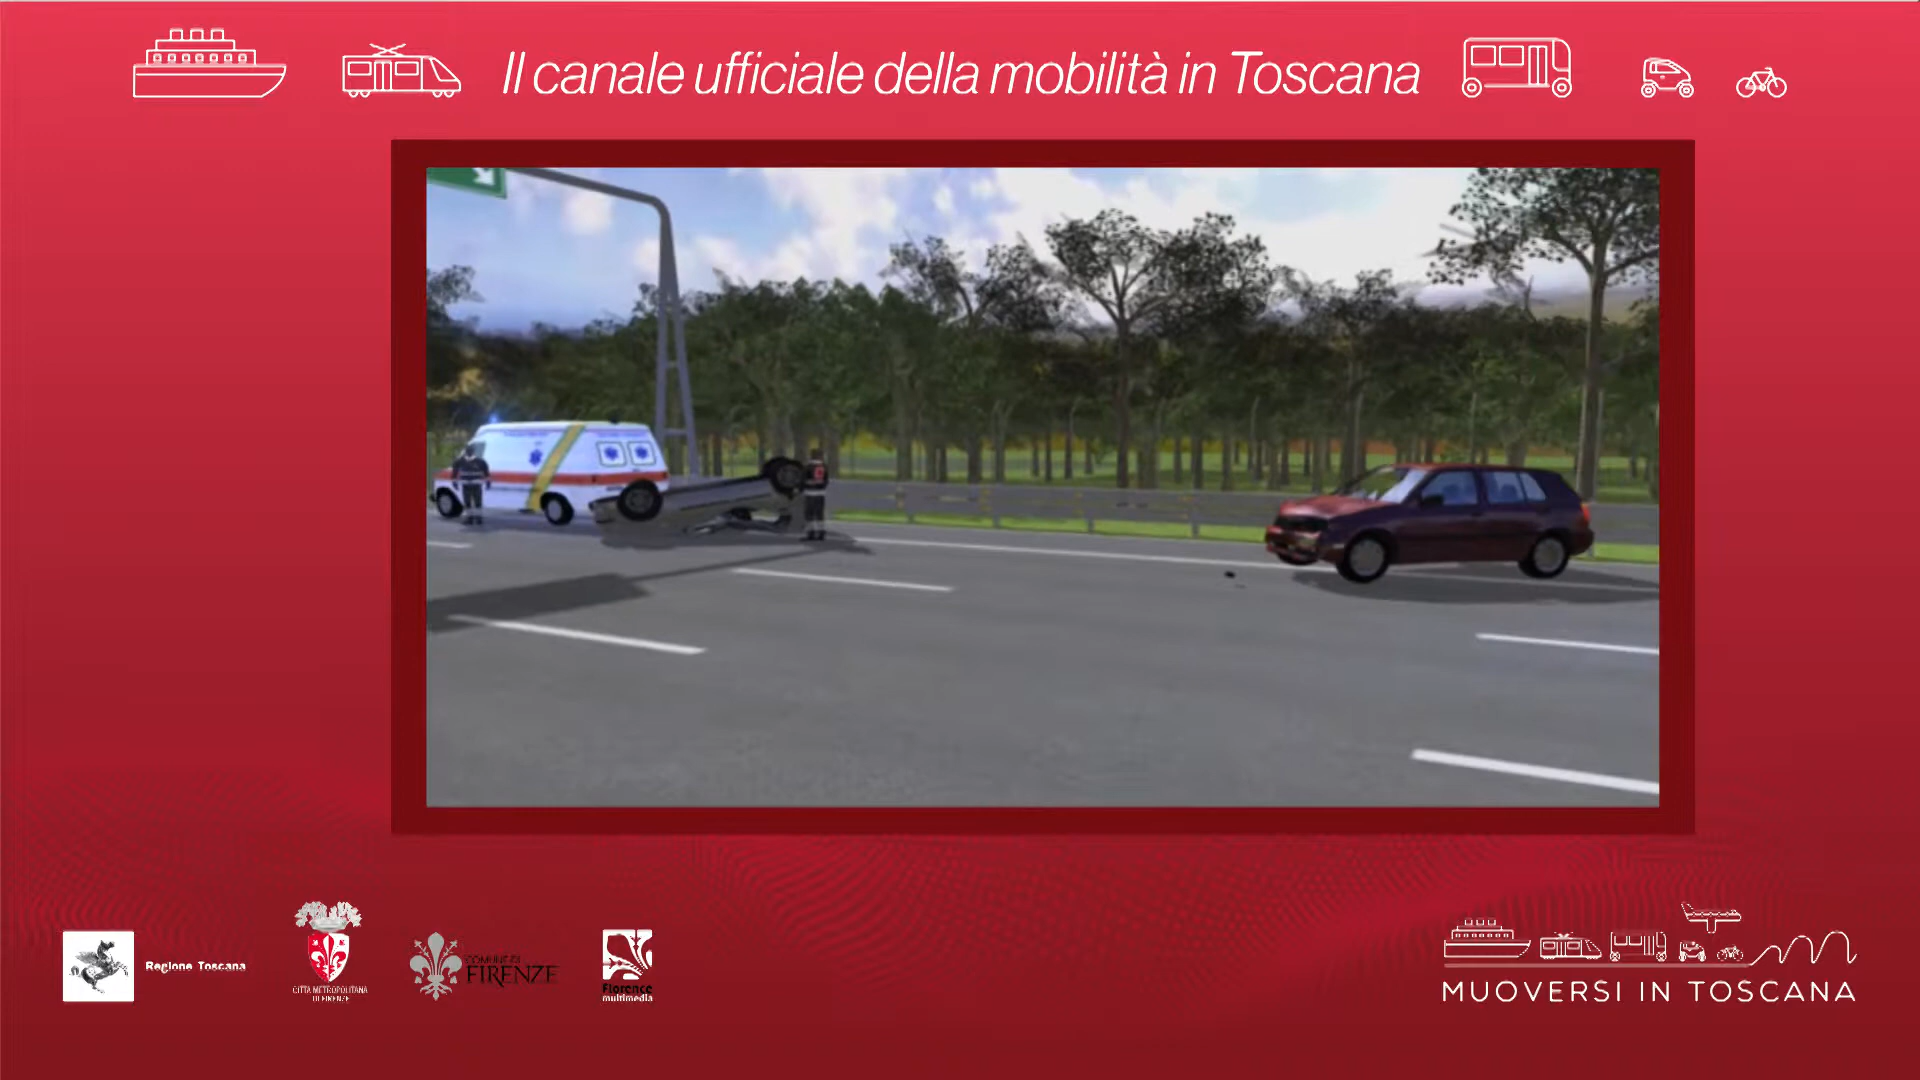 Il canale ufficiale della mobilità in Toscana
Regione Toscana
CITTÀ METROPOLITANA
DI FIRENZE
COMUNE DI
FIRENZE
Florence
multimedia
MUOVERSI IN TOSCANA